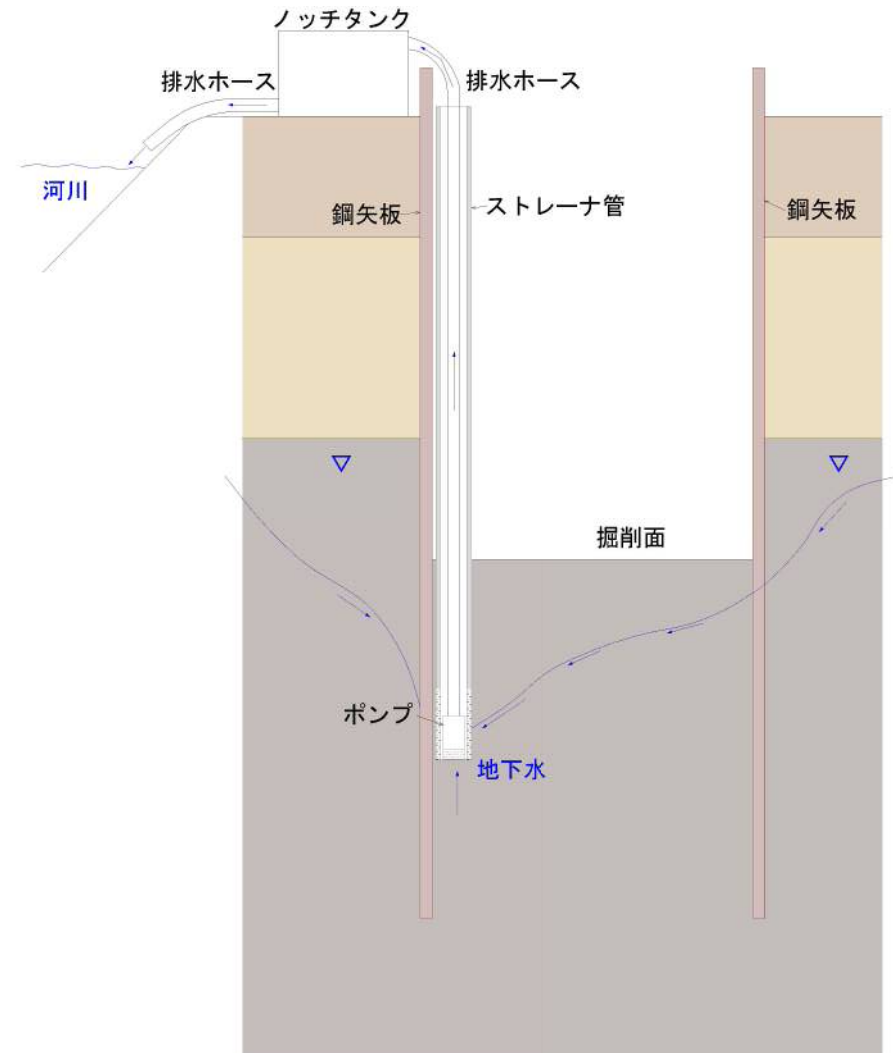 ノッチタンク
排水ホース
排水ホース
河川
鋼矢板
ストレーナ管
鋼矢板
掘削面
ポンプ
地下水